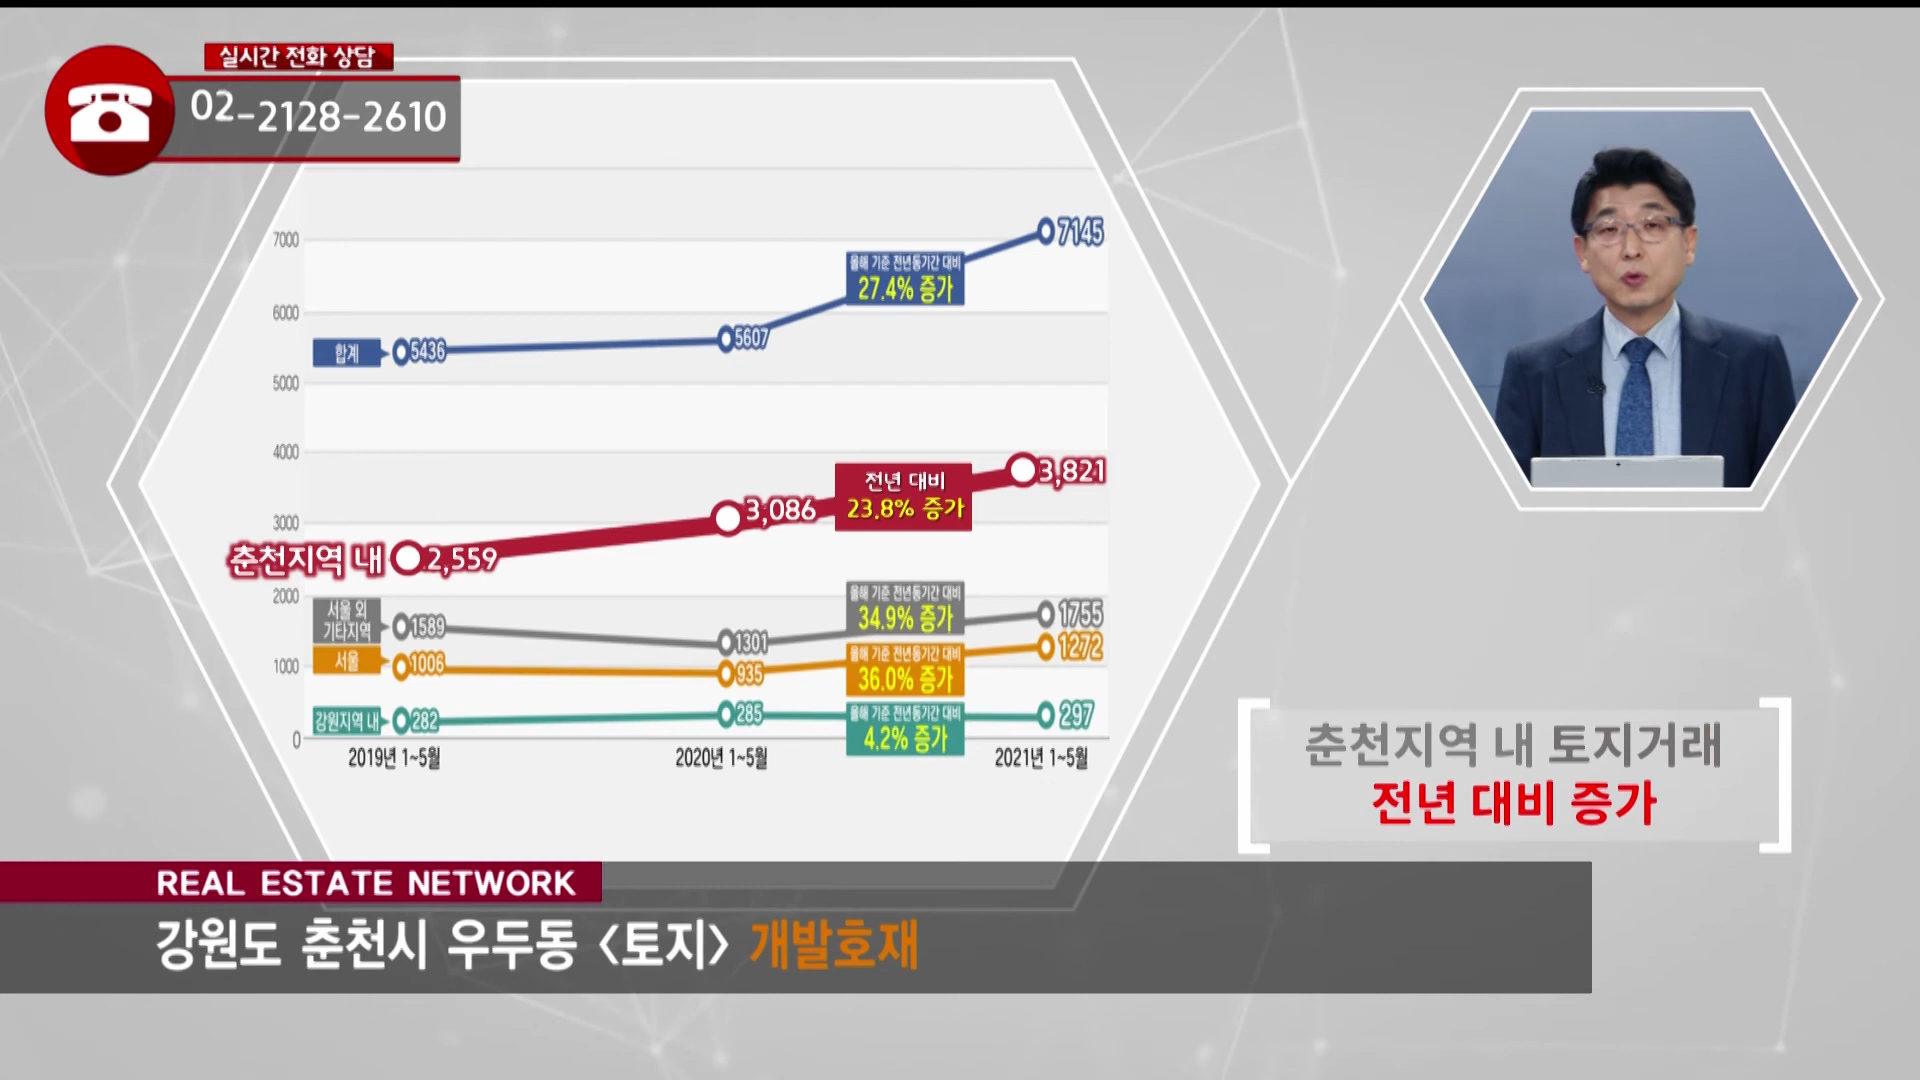 실시간 전화 상담
02-2128-2610
7000
6000
5000
4000
3000
2000
1000
0
합계
5436
5607
7145
올해 기준 전년동기간 대비
27.4% 증가
춘천지역 내
2,559
3,086
3,821
전년 대비
23.8% 증가
서울 외
기타지역
1589
1301
1755
올해 기준 전년동기간 대비
34.9% 증가
서울
1006
935
1272
올해 기준 전년동기간 대비
36.0% 증가
강원지역 내
282
285
297
올해 기준 전년동기간 대비
4.2% 증가
2019년 1~5월
2020년 1~5월
2021년 1~5월
춘천지역 내 토지거래
전년 대비 증가
REAL ESTATE NETWORK
강원도 춘천시 우두동 <토지> 개발호재